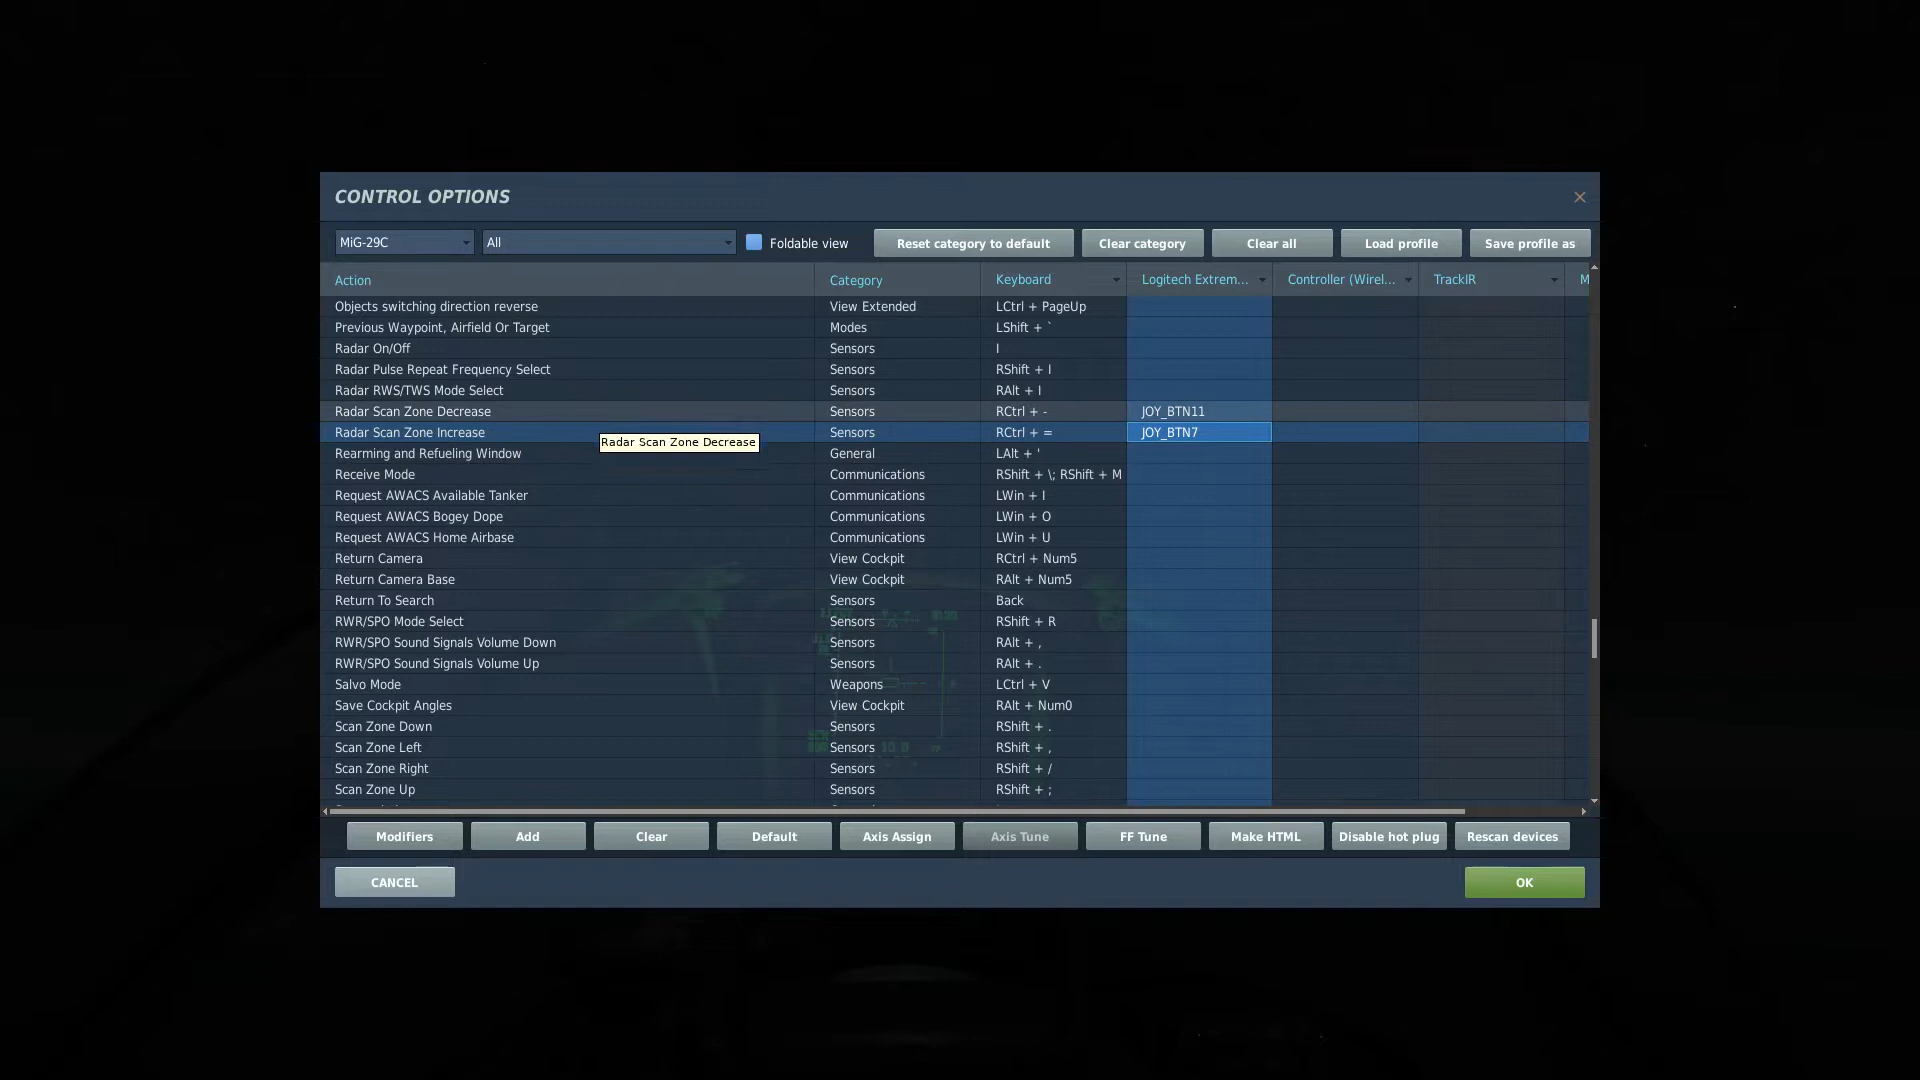 CONTROL OPTIONS
MiG-29C All Foldable view Reset category to default Clear category Clear all Load profile Save profile as
Action Category Keyboard Logitech Extrem... Controller (Wirel... TrackIR M
Objects switching direction reverse View Extended LCtrl + PageUp
Previous Waypoint, Airfield Or Target Modes LShift + `
Radar On/Off Sensors I
Radar Pulse Repeat Frequency Select Sensors RShift + I
Radar RWS/TWS Mode Select Sensors RAlt + I
Radar Scan Zone Decrease Sensors RCtrl + - JOY_BTN11
Radar Scan Zone Increase Sensors RCtrl + = JOY_BTN7
Radar Scan Zone Decrease
Rearming and Refueling Window General LAlt + '
Receive Mode Communications RShift + \; RShift + M
Request AWACS Available Tanker Communications LWin + I
Request AWACS Bogey Dope Communications LWin + O
Request AWACS Home Airbase Communications LWin + U
Return Camera View Cockpit RCtrl + Num5
Return Camera Base View Cockpit RAlt + Num5
Return To Search Sensors Back
RWR/SPO Mode Select Sensors RShift + R
RWR/SPO Sound Signals Volume Down Sensors RAlt + ,
RWR/SPO Sound Signals Volume Up Sensors RAlt + .
Salvo Mode Weapons LCtrl + V
Save Cockpit Angles View Cockpit RAlt + Num0
Scan Zone Down Sensors RShift + .
Scan Zone Left Sensors RShift + ,
10.0
Scan Zone Right Sensors RShift + /
Scan Zone Up Sensors RShift + ;
Modifiers Add Clear Default Axis Assign Axis Tune FF Tune Make HTML Disable hot plug Rescan devices
CANCEL OK